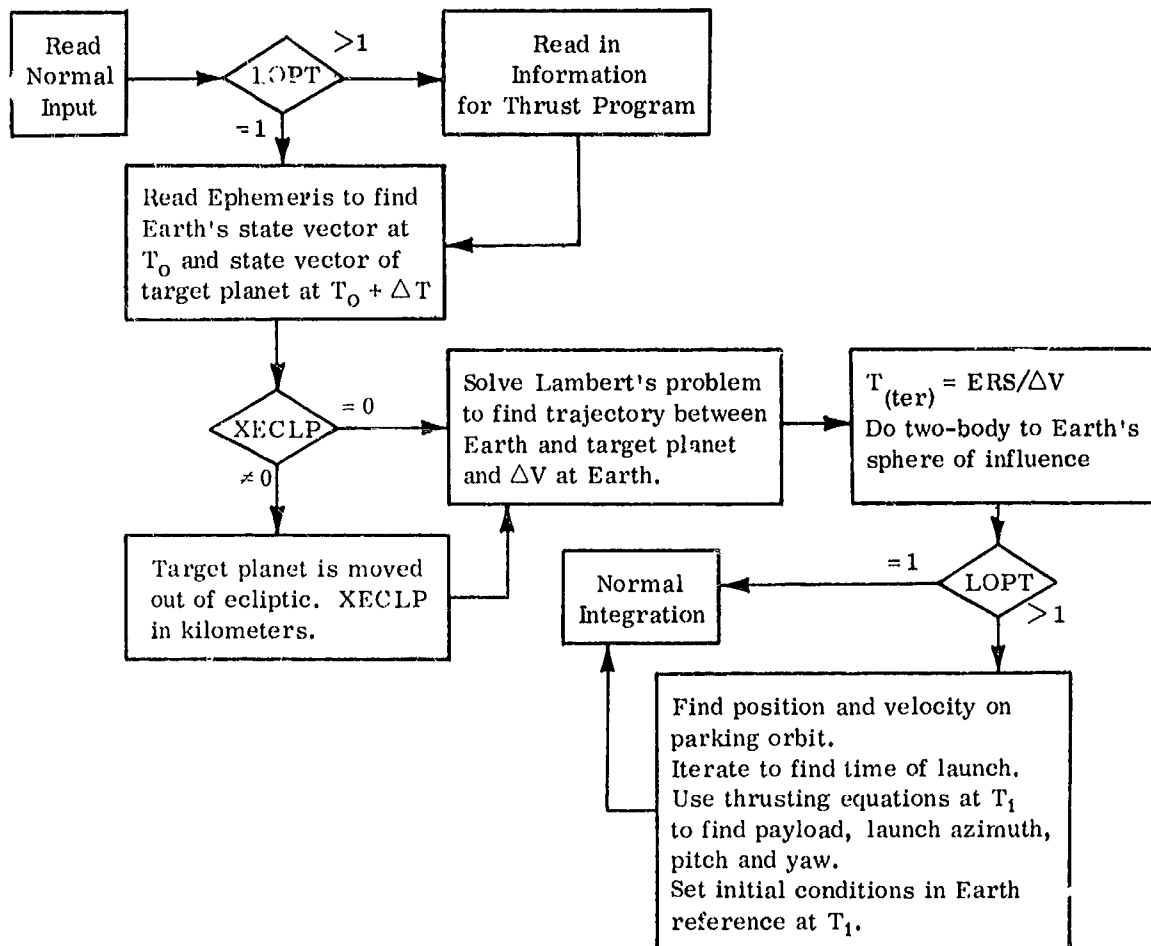 Read
Normal
Input
LOPT
>1
=1
Read in
Information
for Thrust Program
Read Ephemeris to find
Earth's state vector at
T₀ and state vector of
target planet at T₀ + △T
XECLP
= 0
≠ 0
Target planet is moved
out of ecliptic. XECLP
in kilometers.
Solve Lambert's problem
to find trajectory between
Earth and target planet
and △V at Earth.
T(ter) = ERS/△V
Do two-body to Earth's
sphere of influence
LOPT
= 1
>1
Normal
Integration
Find position and velocity on
parking orbit.
Iterate to find time of launch.
Use thrusting equations at T₁
to find payload, launch azimuth,
pitch and yaw.
Set initial conditions in Earth
reference at T₁.